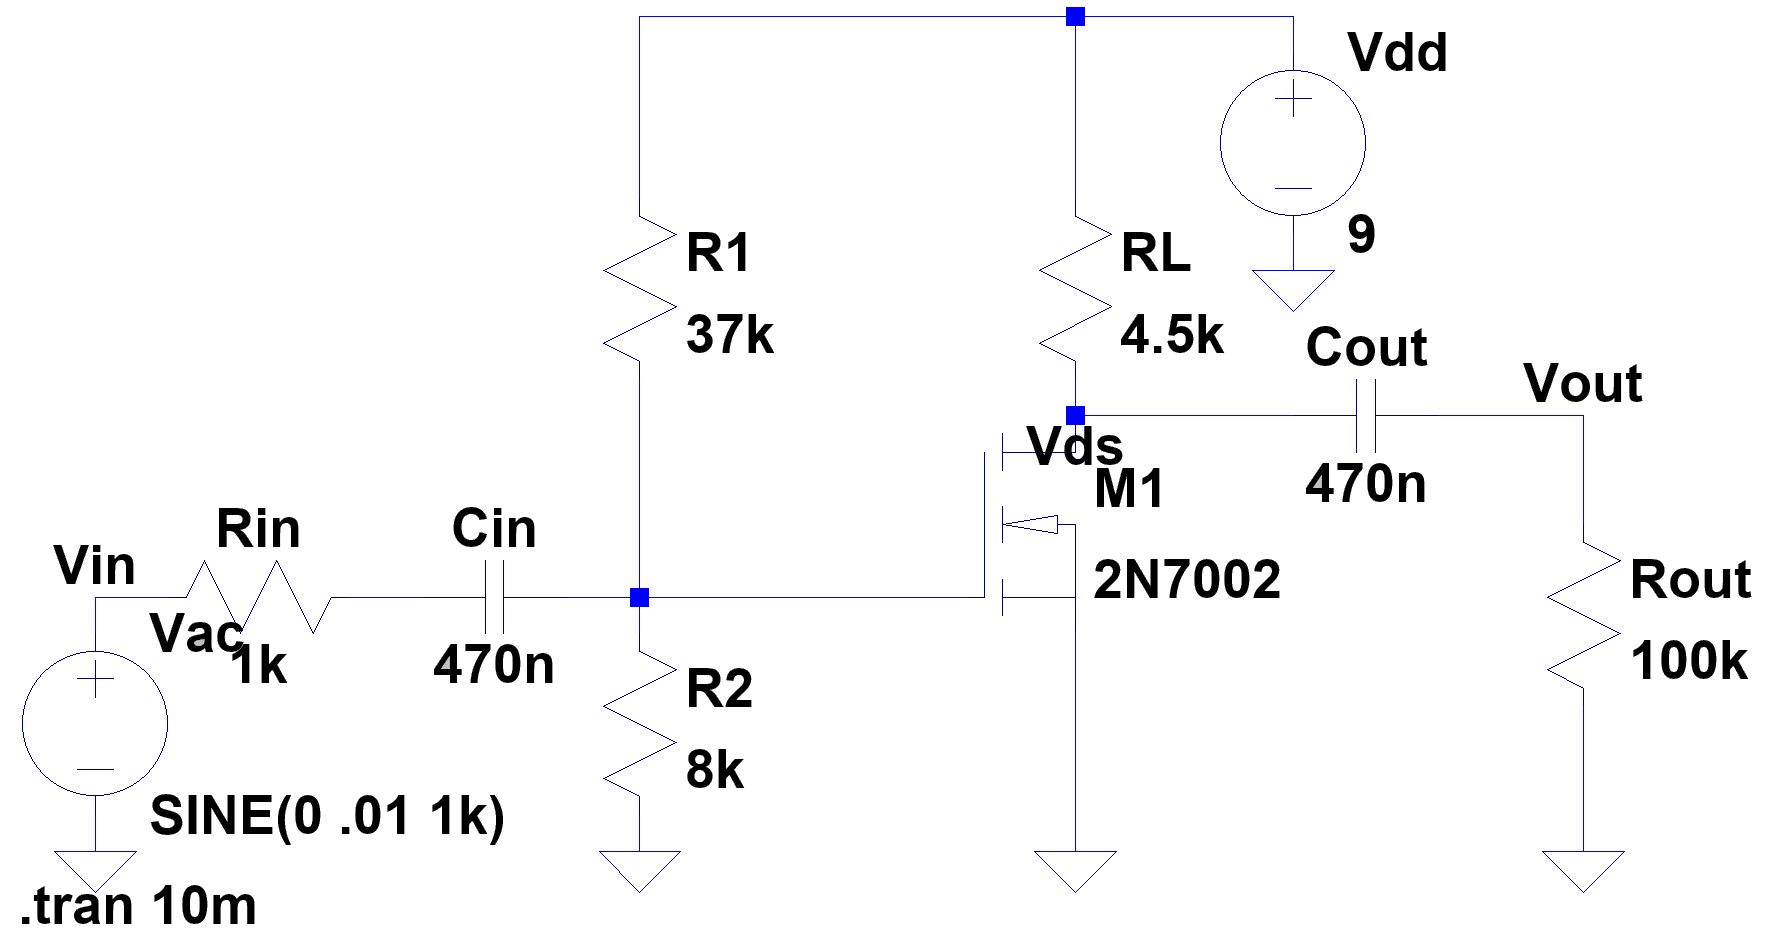 Vdd
+
9
R1
37k
RL
4.5k
Cout
470n
Vout
Vds
M1
2N7002
Rin
1k
Cin
470n
Vin
Vac
+
SINE(0 .01 1k)
R2
8k
Rout
100k
.tran 10m